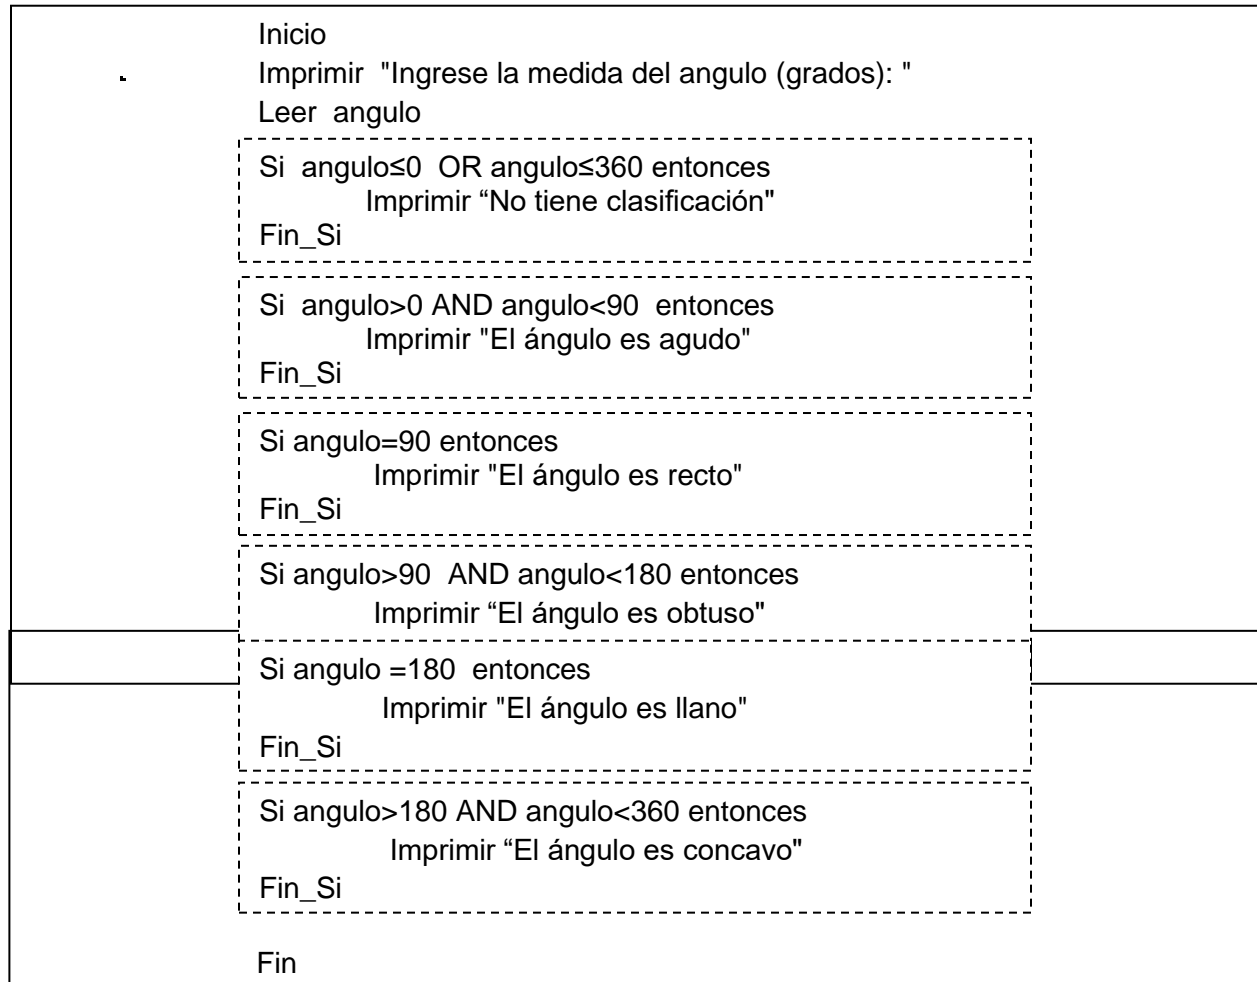 Inicio
Imprimir "Ingrese la medida del angulo (grados): "
Leer angulo
Si angulo≤0 OR angulo≤360 entonces
Imprimir “No tiene clasificación"
Fin_Si
Si angulo>0 AND angulo<90 entonces
Imprimir "El ángulo es agudo"
Fin_Si
Si angulo=90 entonces
Imprimir "El ángulo es recto"
Fin_Si
Si angulo>90 AND angulo<180 entonces
Imprimir “El ángulo es obtuso"
Si angulo =180 entonces
Imprimir "El ángulo es llano"
Fin_Si
Si angulo>180 AND angulo<360 entonces
Imprimir “El ángulo es concavo"
Fin_Si
Fin